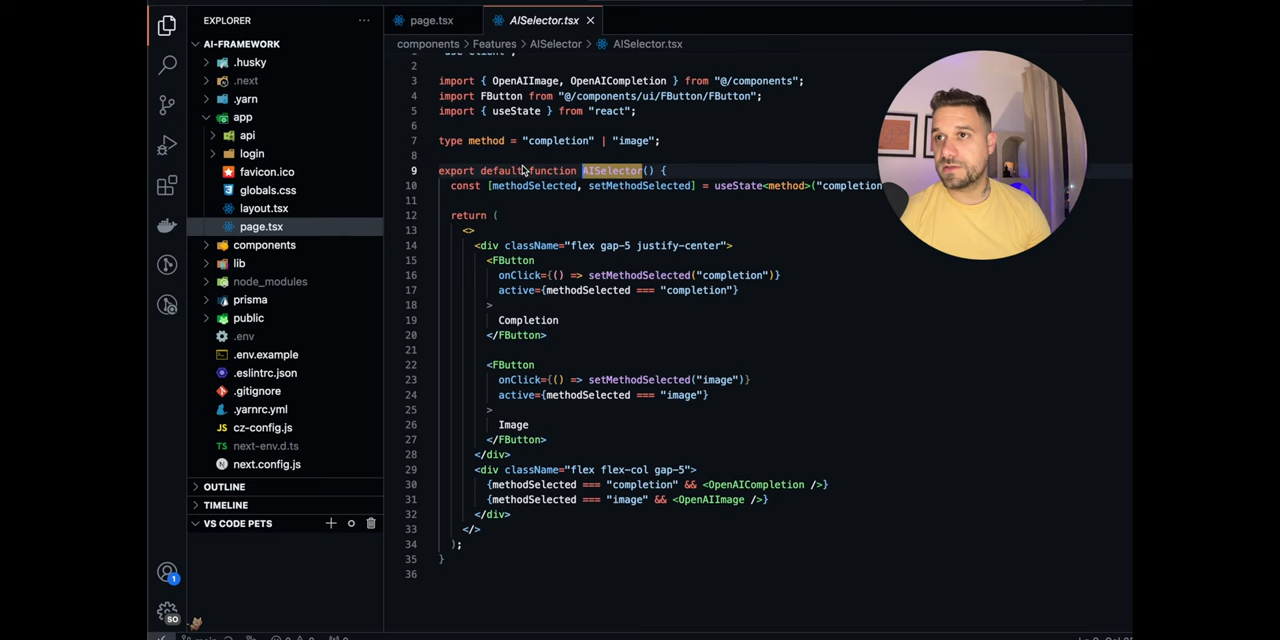 EXPLORER
AI-FRAMEWORK
.husky
.next
.yarn
app
api
login
favicon.ico
globals.css
layout.tsx
page.tsx
components
lib
node_modules
prisma
public
.env
.env.example
.eslintrc.json
.gitignore
.yarnrc.yml
cz-config.js
TS next-env.d.ts
next.config.js
OUTLINE
TIMELINE
VS CODE PETS
1
SO
page.tsx
AISelector.tsx
components > Features > AISelector > AISelector.tsx
2
3 import { OpenAIImage, OpenAICompletion } from "@/components";
4 import FButton from "@/components/ui/FButton/FButton";
5 import { useState } from "react";
6
7 type method = "completion" | "image";
8
9 export default function AISelector() {
10 const [methodSelected, setMethodSelected] = useState<method>("completion
11
12 return (
13 <>
14 <div className="flex gap-5 justify-center">
15 <FButton
16 onClick={() => setMethodSelected("completion")}
17 active={methodSelected === "completion"}
18 >
19 Completion
20 </FButton>
21
22 <FButton
23 onClick={() => setMethodSelected("image")}
24 active={methodSelected === "image"}
25 >
26 Image
27 </FButton>
28 </div>
29 <div className="flex flex-col gap-5">
30 {methodSelected === "completion" && <OpenAICompletion />}
31 {methodSelected === "image" && <OpenAIImage />}
32 </div>
33 </>
34 );
35 }
36